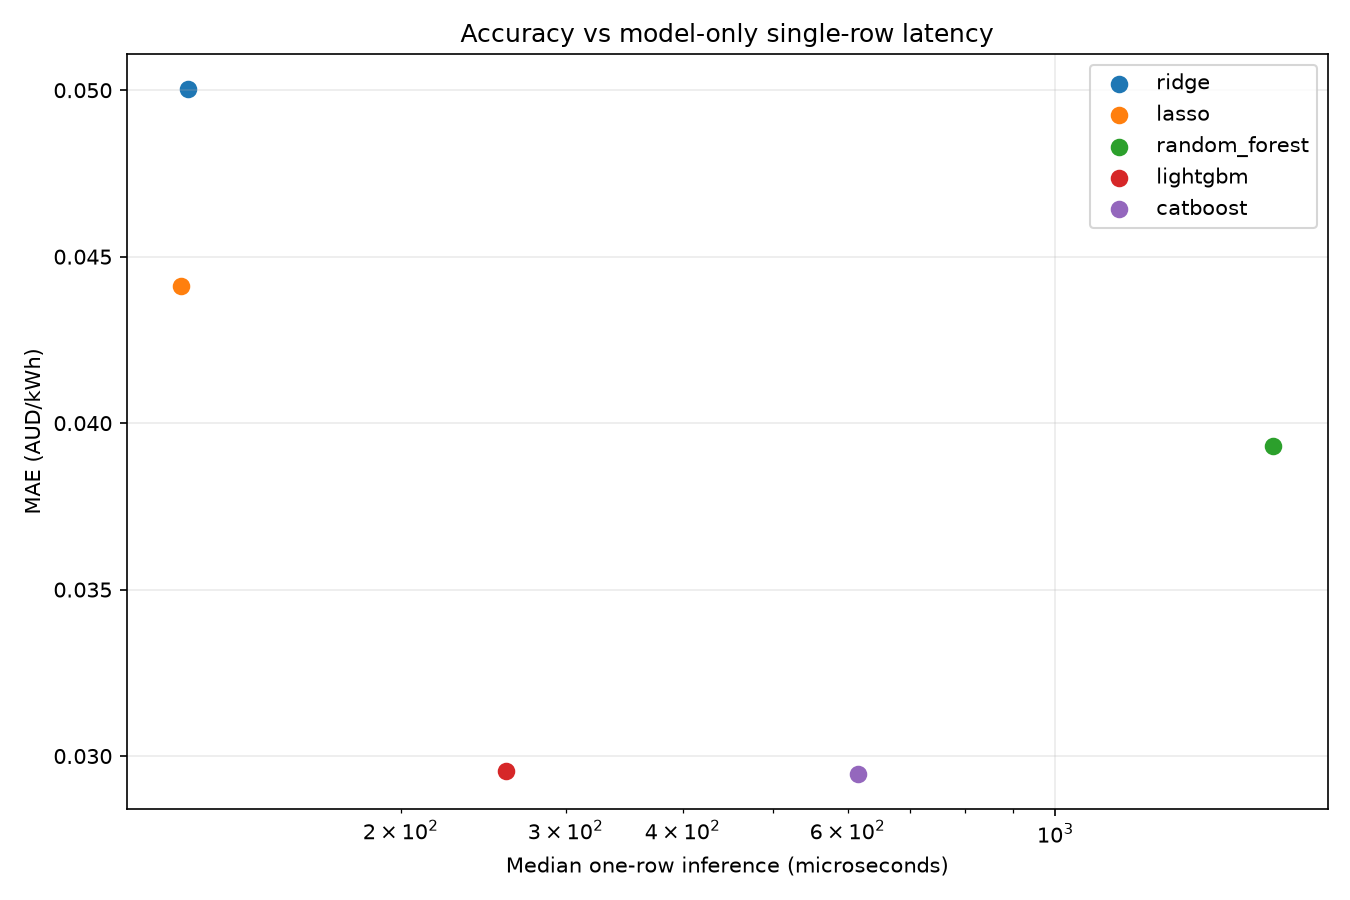 Accuracy vs model-only single-row latency
ridge
lasso
random_forest
lightgbm
catboost
MAE (AUD/kWh)
0.050
0.045
0.040
0.035
0.030
2 × 10²
3 × 10²
4 × 10²
6 × 10²
10³
Median one-row inference (microseconds)